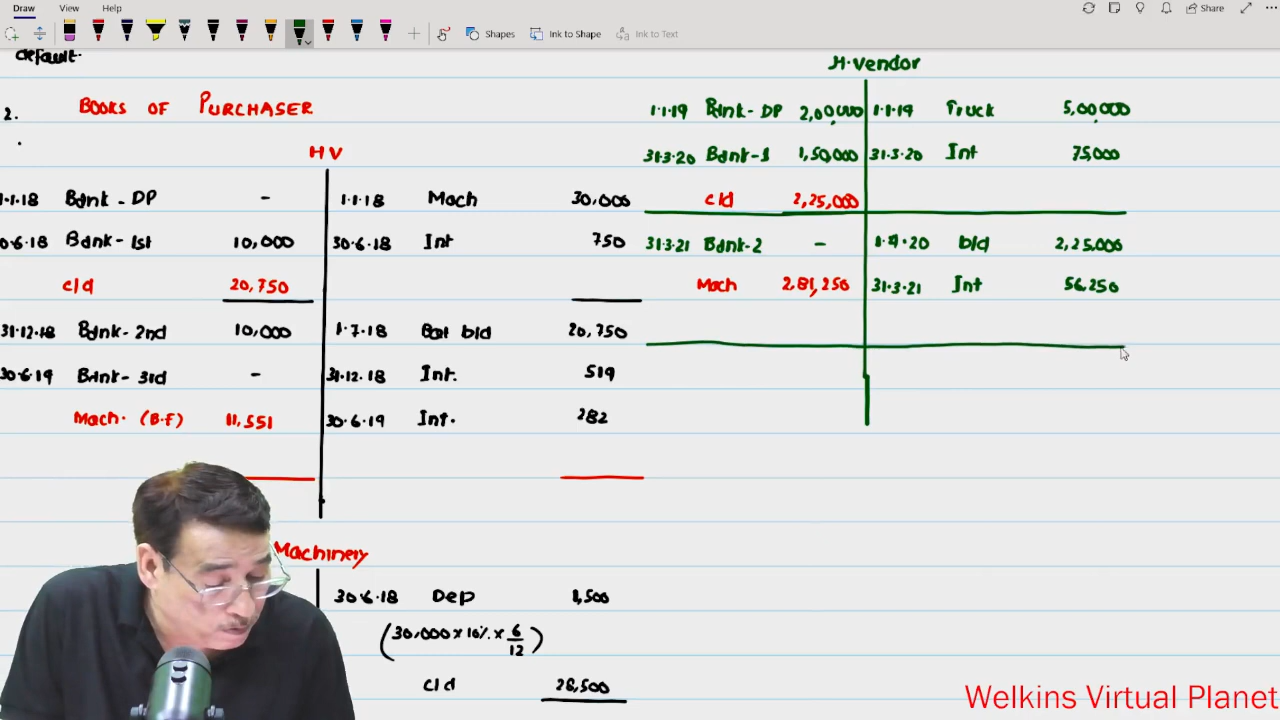 Draw View Help
Share
Shapes Ink to Shape Ink to Text
default.
2. BOOKS OF PURCHASER
HV
1.1.18 Bank - DP - 1.1.18 Mach 30,000
30.6.18 Bank - 1st 10,000 30.6.18 Int 750
c/d 20,750
31.12.18 Bank - 2nd 10,000 1.7.18 Bal b/d 20,750
30.6.19 Bank - 3rd - 31.12.18 Int. 519
Mach. (B.F) 11,551 30.6.19 Int. 282
Machinery
30.6.18 Dep 1,500
(30,000 x 10% x 6/12)
c/d 28,500
H.Vendor
1.1.19 Bank - DP 2,00,000 1.1.19 Truck 5,00,000
31.3.20 Bank - 1 1,50,000 31.3.20 Int 75,000
c/d 2,25,000
31.3.21 Bank - 2 - 1.4.20 b/d 2,25,000
Mach 2,81,250 31.3.21 Int 56,250
Welkins Virtual Planet